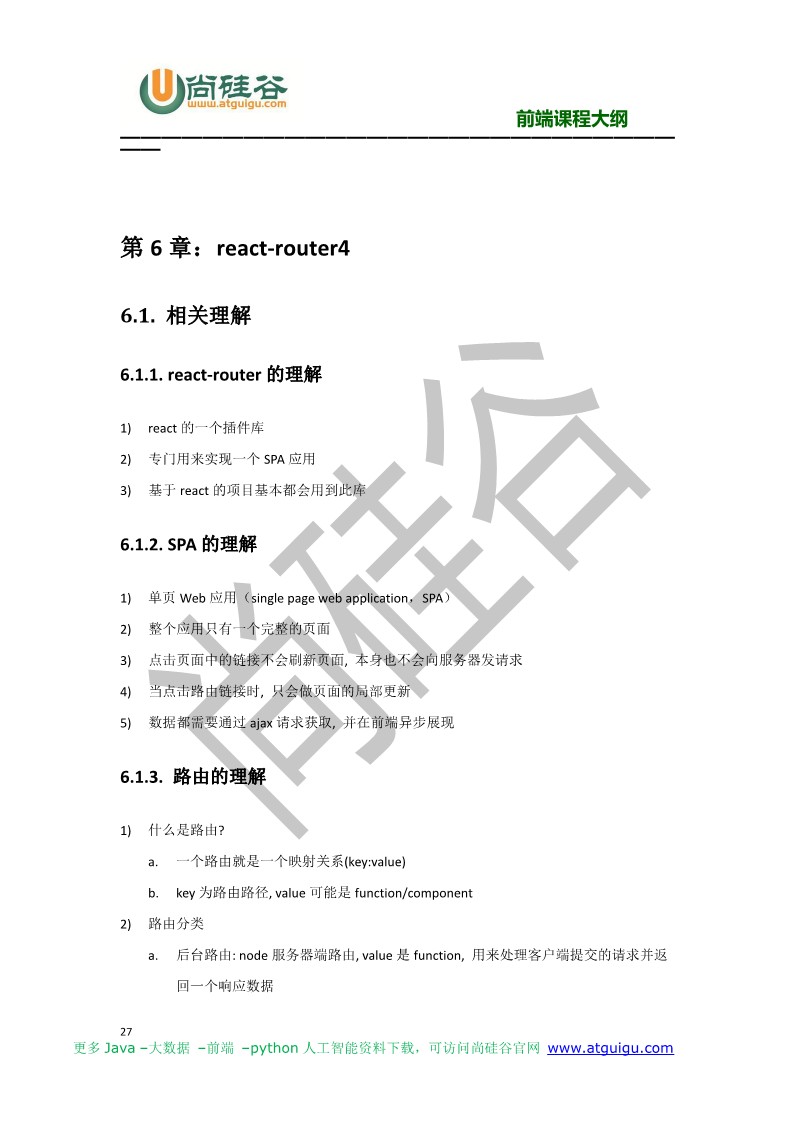 尚硅谷
www.atguigu.com
前端课程大纲
第 6 章：react-router4
6.1. 相关理解
6.1.1. react-router 的理解
1) react 的一个插件库
2) 专门用来实现一个 SPA 应用
3) 基于 react 的项目基本都会用到此库
6.1.2. SPA 的理解
1) 单页 Web 应用（single page web application，SPA）
2) 整个应用只有一个完整的页面
3) 点击页面中的链接不会刷新页面, 本身也不会向服务器发请求
4) 当点击路由链接时, 只会做页面的局部更新
5) 数据都需要通过 ajax 请求获取, 并在前端异步展现
6.1.3. 路由的理解
1) 什么是路由?
a. 一个路由就是一个映射关系(key:value)
b. key 为路由路径, value 可能是 function/component
2) 路由分类
a. 后台路由: node 服务器端路由, value 是 function, 用来处理客户端提交的请求并返
回一个响应数据
27
更多 Java –大数据 –前端 –python 人工智能资料下载，可访问尚硅谷官网 www.atguigu.com
尚硅谷